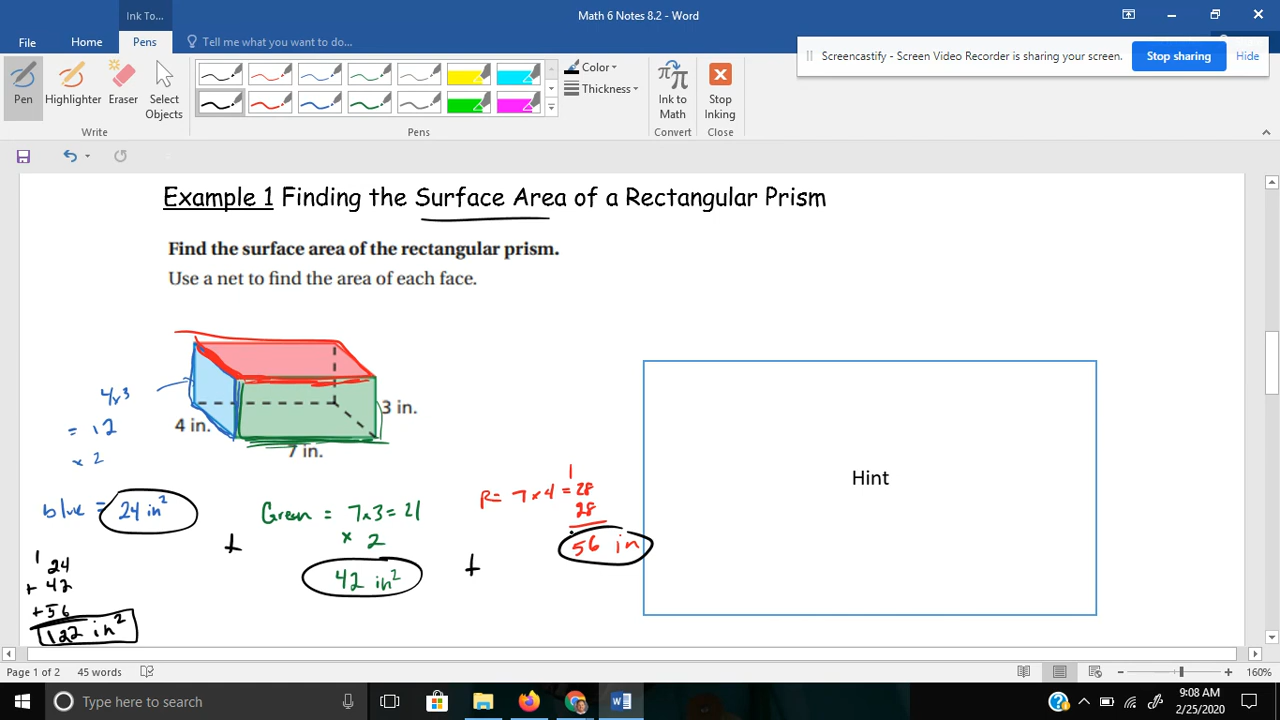 Ink To...
Math 6 Notes 8.2 - Word
File
Home
Pens
Tell me what you want to do...
Screencastify - Screen Video Recorder is sharing your screen.
Stop sharing
Hide
Pen
Highlighter
Eraser
Select
Objects
Color
Thickness
Ink to
Math
Stop
Inking
Write
Pens
Convert
Close
Example 1 Finding the Surface Area of a Rectangular Prism
Find the surface area of the rectangular prism.
Use a net to find the area of each face.
4x3
= 12
x 2
blue = 24 in²
4 in.
3 in.
7 in.
Green = 7x3 = 21
x 2
42 in²
+
+
R = 7 x 4 = 28
1
28
56 in
1
24
+ 42
+ 56
122 in²
Hint
Page 1 of 2
45 words
160%
Type here to search
9:08 AM
2/25/2020